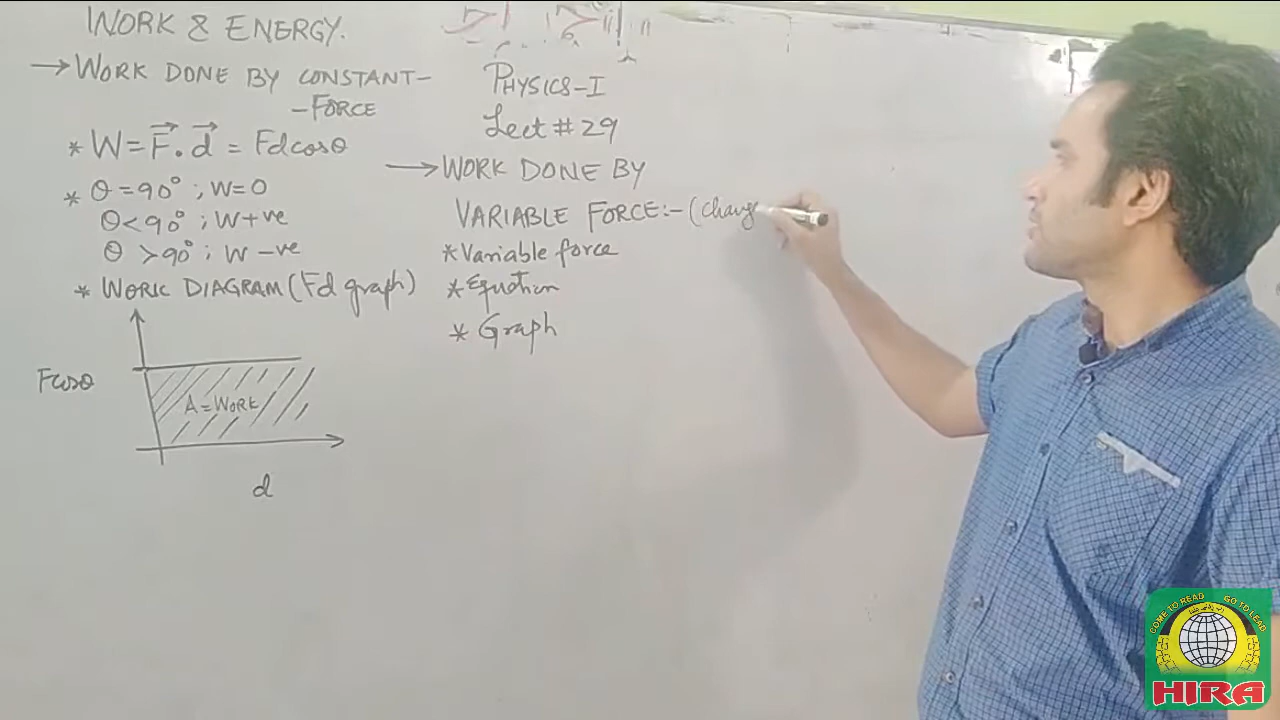 WORK & ENERGY.
→ WORK DONE BY CONSTANT-
-FORCE
* W = F⃗ . d⃗ = Fdcosθ
* θ = 90° ; W=0
θ < 90° ; W+ve
θ > 90° ; W -ve
* WORK DIAGRAM (Fd graph)
Fcosθ
A = WORK
d
PHYSICS-I
Lect # 29
→ WORK DONE BY
VARIABLE FORCE:- (chang
* Variable force
* Equation
* Graph
COME TO READ
GO TO LEAD
HIRA